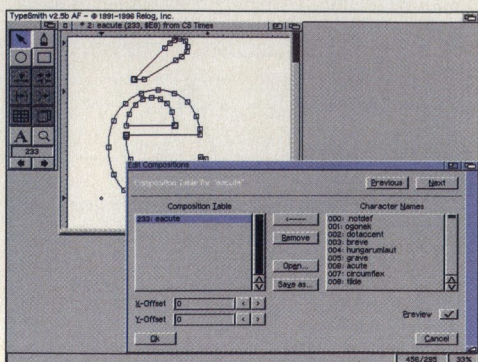 TypeSmith v2.5b AF - © 1991-1996 Relog, Inc.
* 2: eacute (233, $E8) from CS Times
A
233
Edit Compositions
Composition Table for "eacute"
Previous Next
Composition Table Character Names
233: eacute
<---- 
Remove
Open...
Save as...
000: .notdef
001: ogonek
002: dotaccent
003: breve
004: hungarumlaut
005: grave
006: acute
007: circumflex
008: tilde
X-Offset 0 < >
Y-Offset 0 < >
Preview
Ok Cancel
456/295 33%